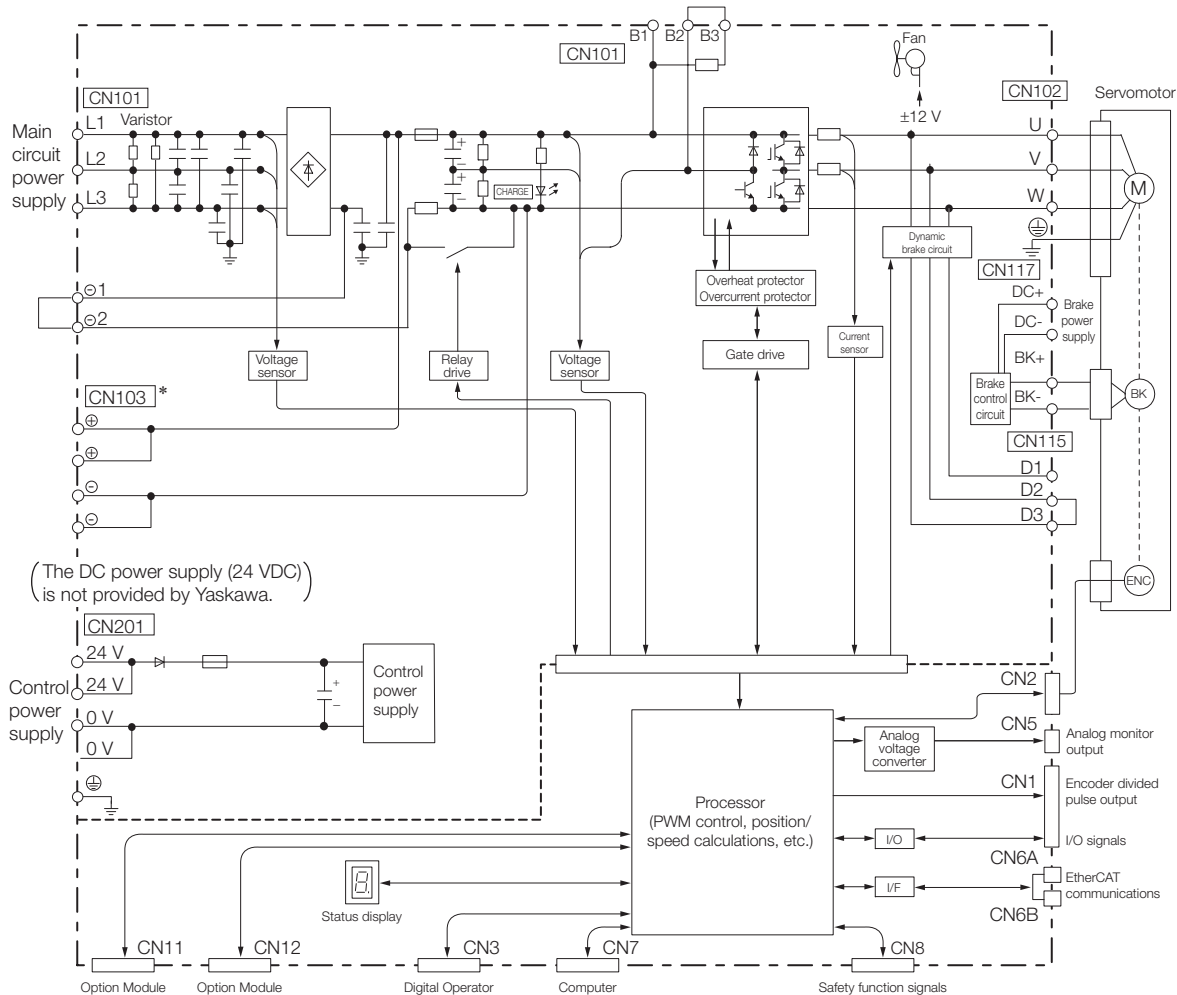 B1
B2
B3
CN101
Fan
±12 V
CN101
CN102
Servomotor
L1
Varistor
U
Main
circuit
power
supply
L2
V
L3
CHARGE
W
M
Dynamic
brake circuit
CN117
Overheat protector
Overcurrent protector
⊖1
⊖2
DC+
DC-
Brake
power
supply
Voltage
sensor
Relay
drive
Voltage
sensor
Gate drive
Current
sensor
BK+
BK-
Brake
control
circuit
BK
CN103 *
⊕
⊕
⊖
⊖
CN115
D1
D2
D3
(The DC power supply (24 VDC)
is not provided by Yaskawa.)
ENC
CN201
24 V
24 V
0 V
0 V
Control
power
supply
+
−
Control
power
supply
CN2
CN5
Analog
voltage
converter
Analog monitor
output
Processor
(PWM control, position/
speed calculations, etc.)
CN1
Encoder divided
pulse output
I/O
I/O signals
CN6A
I/F
EtherCAT
communications
CN6B
Status display
CN11
CN12
CN3
CN7
CN8
Option Module
Option Module
Digital Operator
Computer
Safety function signals